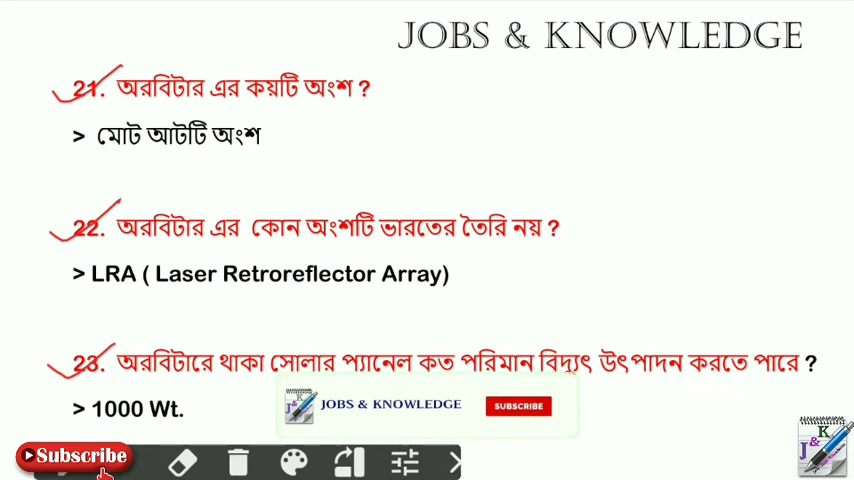 JOBS & KNOWLEDGE
21. অরবিটার এর কয়টি অংশ ?
> মোট আটটি অংশ
22. অরবিটার এর কোন অংশটি ভারতের তৈরি নয় ?
> LRA ( Laser Retroreflector Array)
23. অরবিটারে থাকা সোলার প্যানেল কত পরিমান বিদ্যুৎ উৎপাদন করতে পারে ?
> 1000 Wt.
JOBS & KNOWLEDGE
SUBSCRIBE
Subscribe
J&K